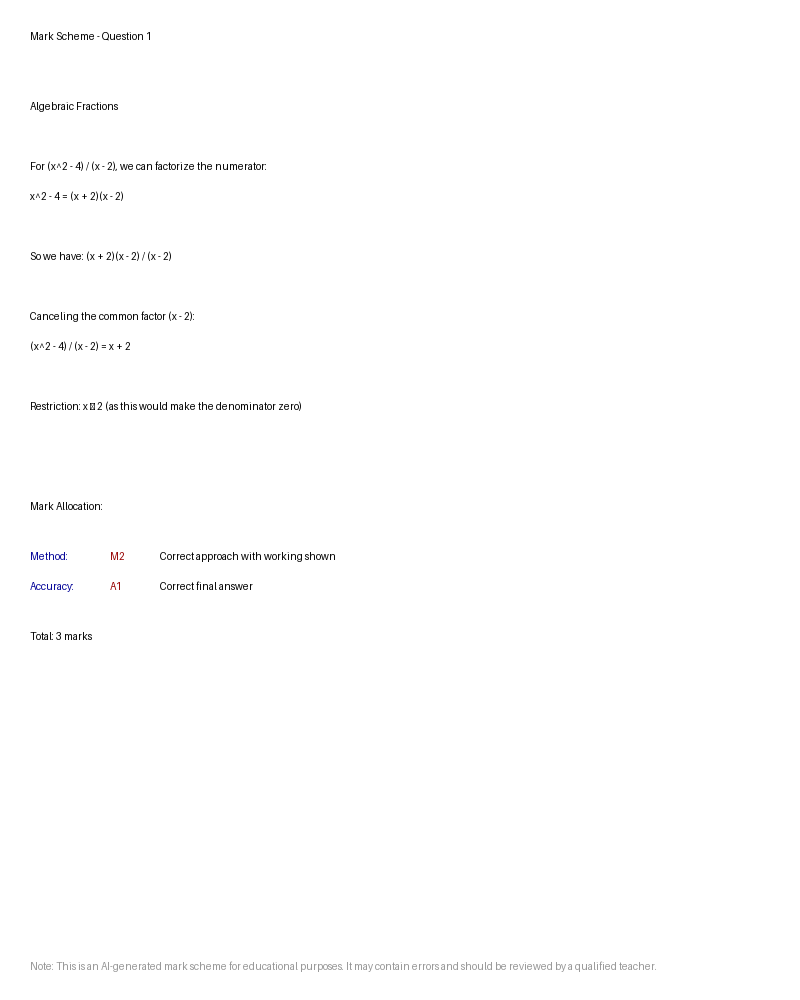 Mark Scheme - Question 1
Algebraic Fractions
For (x^2 - 4) / (x - 2), we can factorize the numerator:
x^2 - 4 = (x + 2)(x - 2)
So we have: (x + 2)(x - 2) / (x - 2)
Canceling the common factor (x - 2):
(x^2 - 4) / (x - 2) = x + 2
Restriction: x 2 (as this would make the denominator zero)
Mark Allocation:
Method: M2 Correct approach with working shown
Accuracy: A1 Correct final answer
Total: 3 marks
Note: This is an AI-generated mark scheme for educational purposes. It may contain errors and should be reviewed by a qualified teacher.